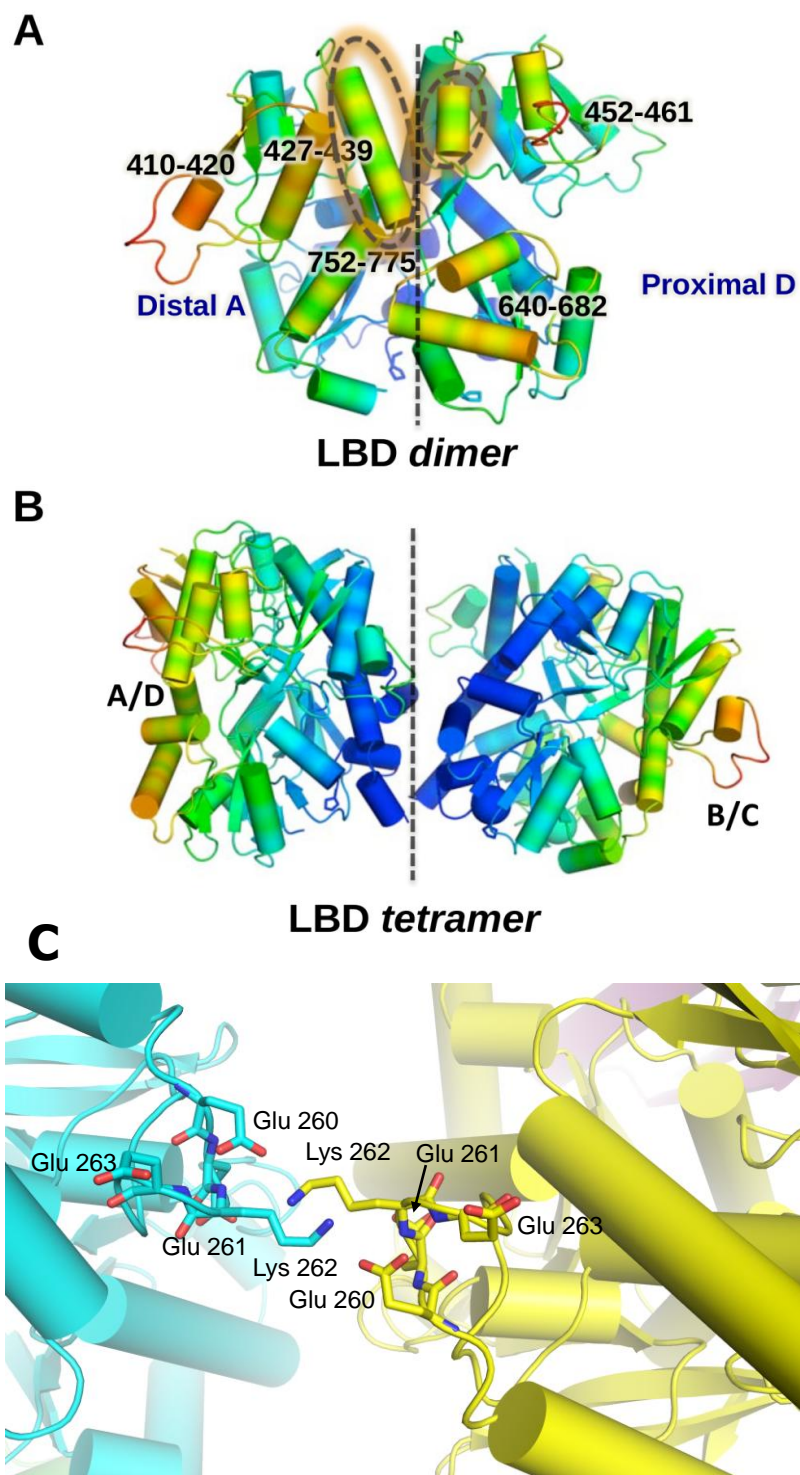 A
452-461
427-439
410-420
752-775
Distal A
Proximal D
640-682
LBD dimer
B
A/D
B/C
LBD tetramer
C
Glu 260
Lys 262
Glu 261
Glu 263
Glu 263
Glu 261
Lys 262
Glu 260